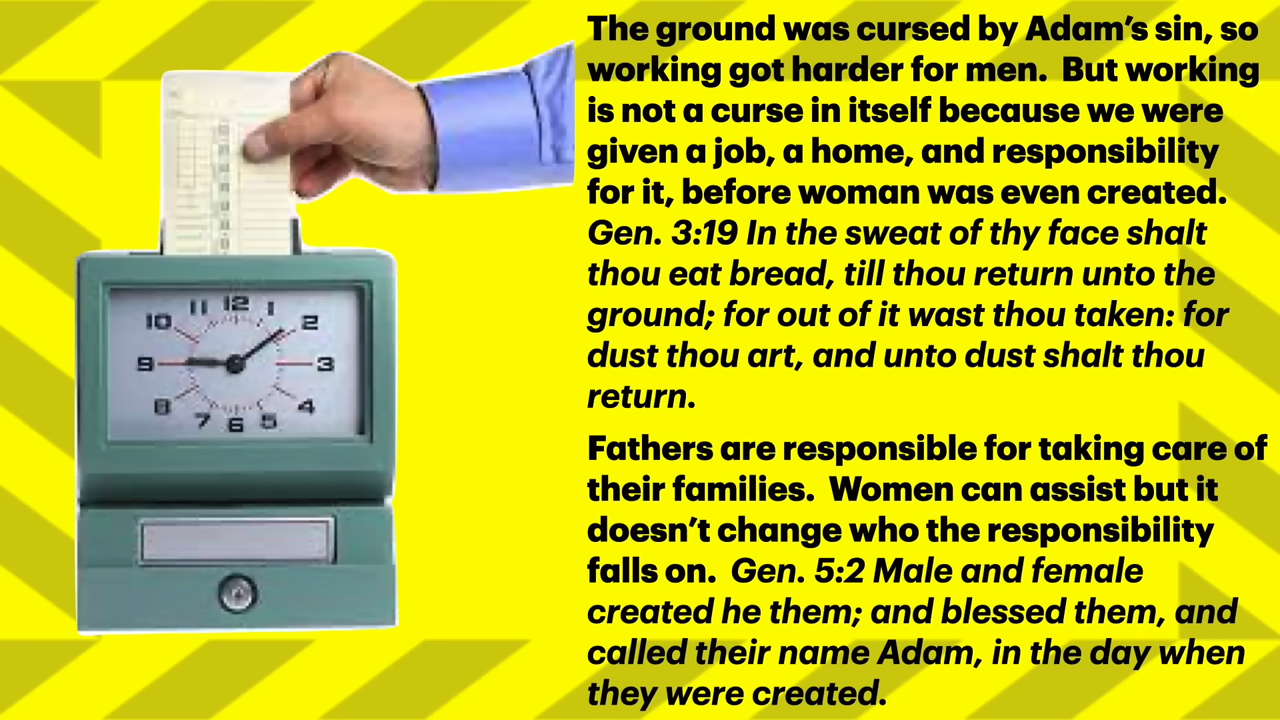 The ground was cursed by Adam’s sin, so
working got harder for men.  But working
is not a curse in itself because we were
given a job, a home, and responsibility
for it, before woman was even created.
Gen. 3:19 In the sweat of thy face shalt
thou eat bread, till thou return unto the
ground; for out of it wast thou taken: for
dust thou art, and unto dust shalt thou
return.
Fathers are responsible for taking care of
their families.  Women can assist but it
doesn’t change who the responsibility
falls on.  Gen. 5:2 Male and female
created he them; and blessed them, and
called their name Adam, in the day when
they were created.
12
1
2
3
4
5
6
7
8
9
10
11